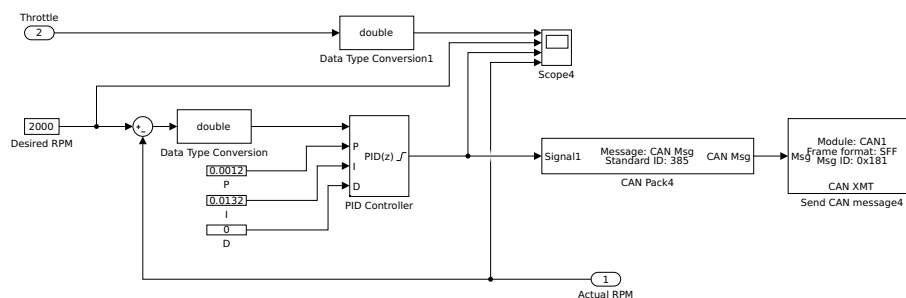 Throttle
2
double
Data Type Conversion1
Scope4
2000
Desired RPM
+
-
double
Data Type Conversion
0.0012
P
0.0132
I
0
D
P
I
D
PID(z)
PID Controller
Signal1
Message: CAN Msg
Standard ID: 385
CAN Msg
CAN Pack4
Msg
Module: CAN1
Frame format: SFF
Msg ID: 0x181
CAN XMT
Send CAN message4
1
Actual RPM